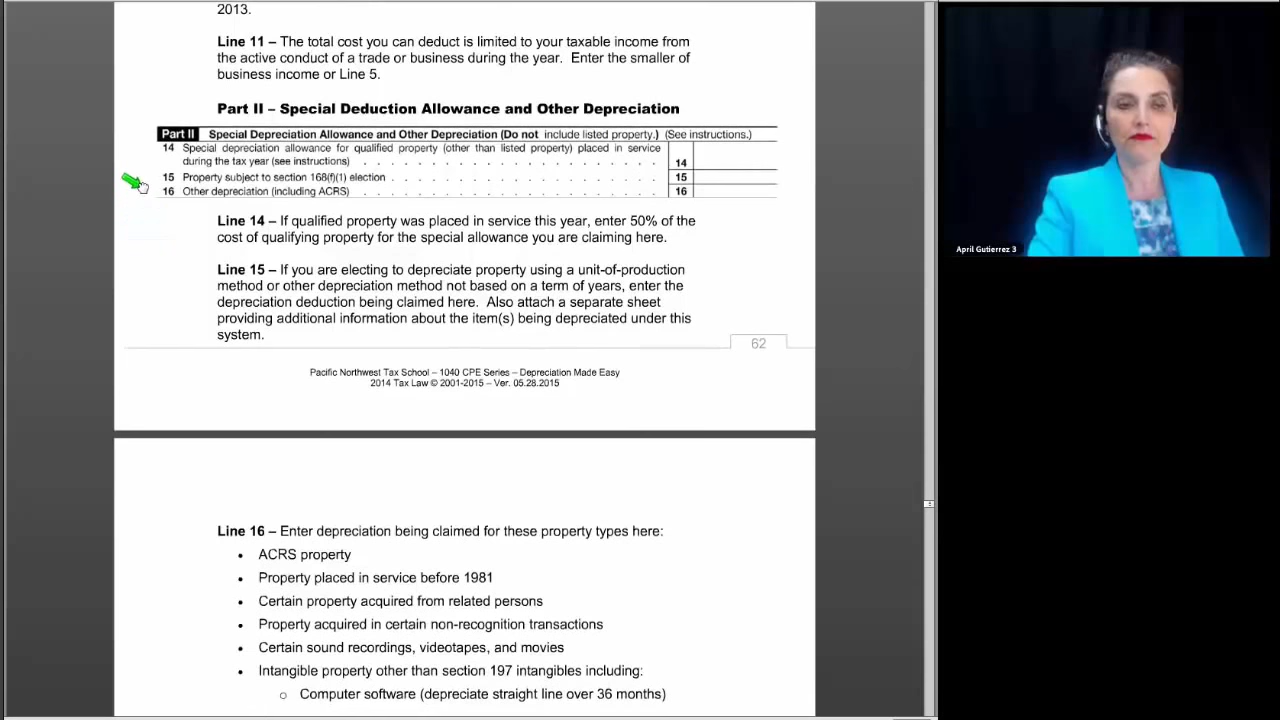 2013.
Line 11 – The total cost you can deduct is limited to your taxable income from
the active conduct of a trade or business during the year. Enter the smaller of
business income or Line 5.
Part II – Special Deduction Allowance and Other Depreciation
Part II Special Depreciation Allowance and Other Depreciation (Do not include listed property.) (See instructions.)
14 Special depreciation allowance for qualified property (other than listed property) placed in service
during the tax year (see instructions) . . . . . . . . . . . . . . . . . . . . . . 14
15 Property subject to section 168(f)(1) election . . . . . . . . . . . . . . . . . . . . 15
16 Other depreciation (including ACRS) . . . . . . . . . . . . . . . . . . . . . . 16
Line 14 – If qualified property was placed in service this year, enter 50% of the
cost of qualifying property for the special allowance you are claiming here.
Line 15 – If you are electing to depreciate property using a unit-of-production
method or other depreciation method not based on a term of years, enter the
depreciation deduction being claimed here. Also attach a separate sheet
providing additional information about the item(s) being depreciated under this
system.
62
Pacific Northwest Tax School – 1040 CPE Series – Depreciation Made Easy
2014 Tax Law © 2001-2015 – Ver. 05.28.2015
Line 16 – Enter depreciation being claimed for these property types here:
• ACRS property
• Property placed in service before 1981
• Certain property acquired from related persons
• Property acquired in certain non-recognition transactions
• Certain sound recordings, videotapes, and movies
• Intangible property other than section 197 intangibles including:
o Computer software (depreciate straight line over 36 months)
April Gutierrez 3